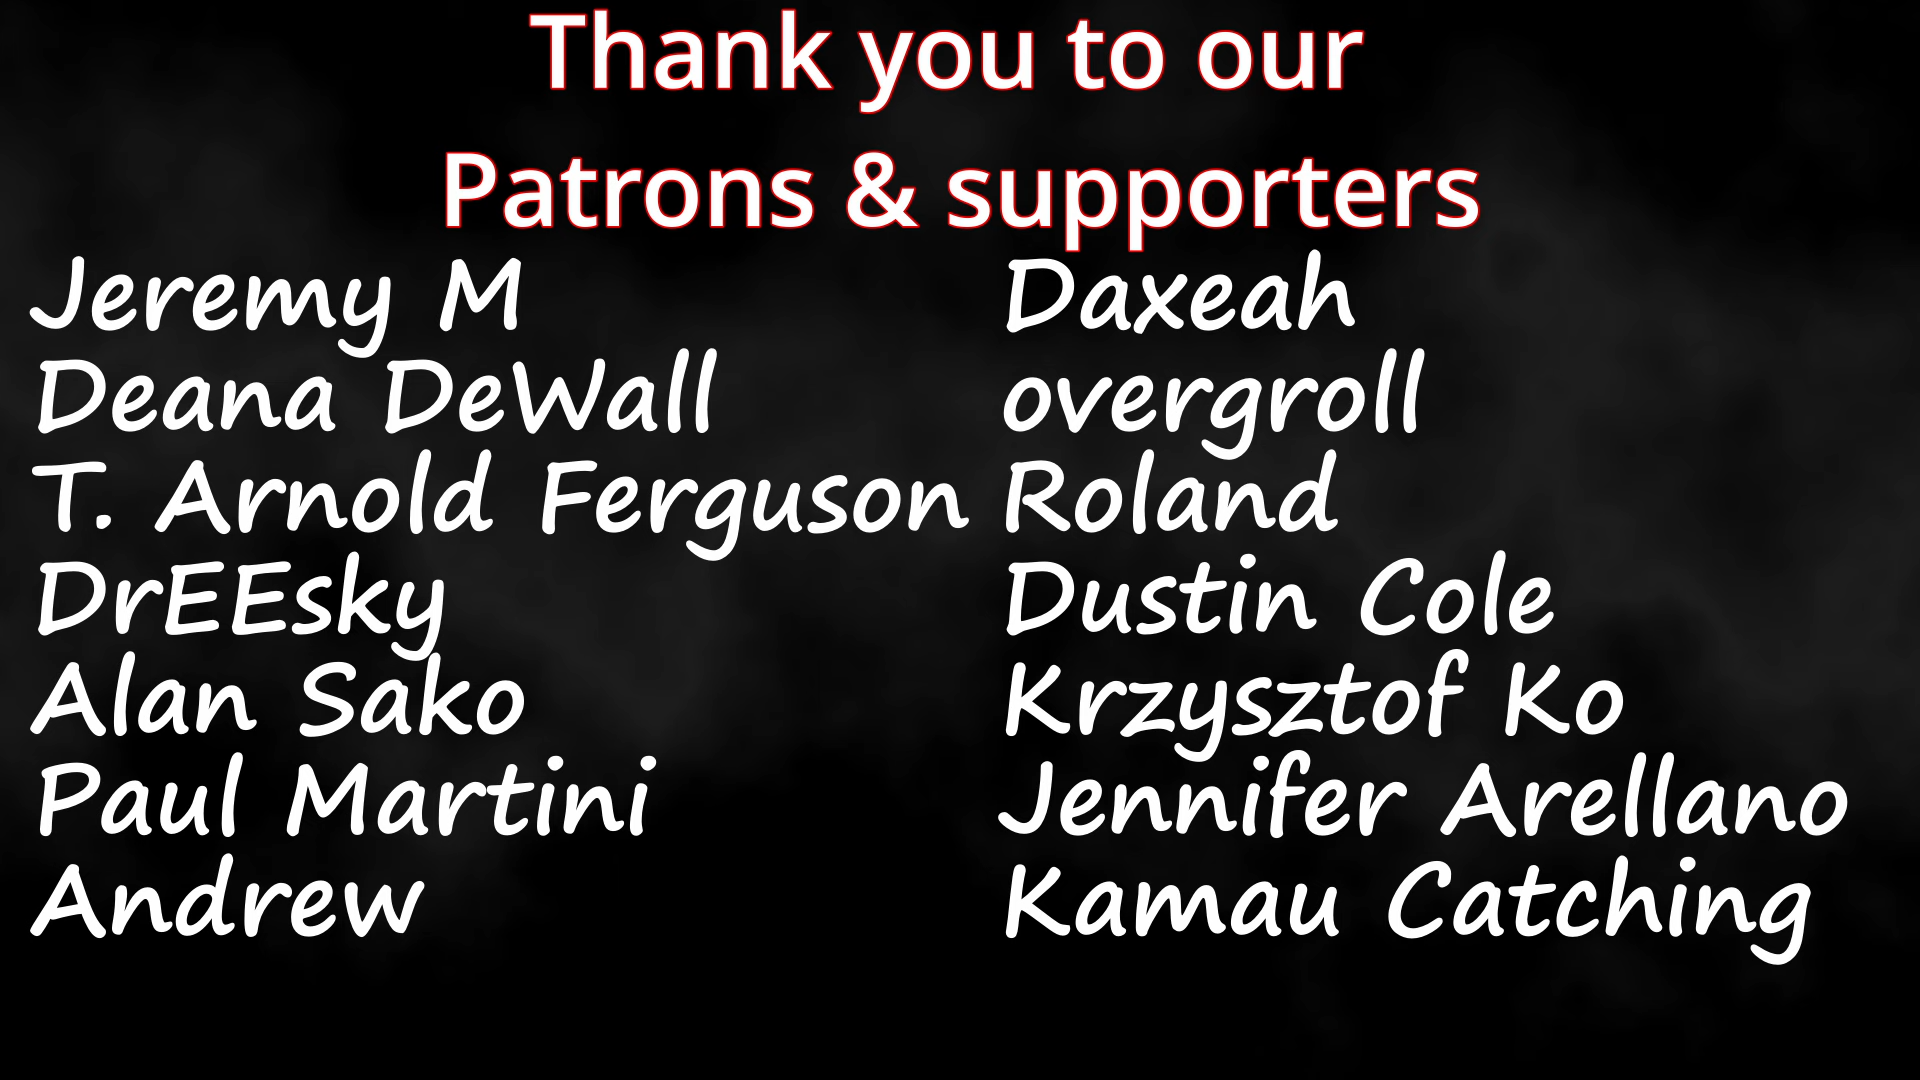 Thank you to our
Patrons & supporters
Jeremy M
Deana DeWall
T. Arnold Ferguson
DrEEsky
Alan Sako
Paul Martini
Andrew
Daxeah
overgroll
Roland
Dustin Cole
Krzysztof Ko
Jennifer Arellano
Kamau Catching